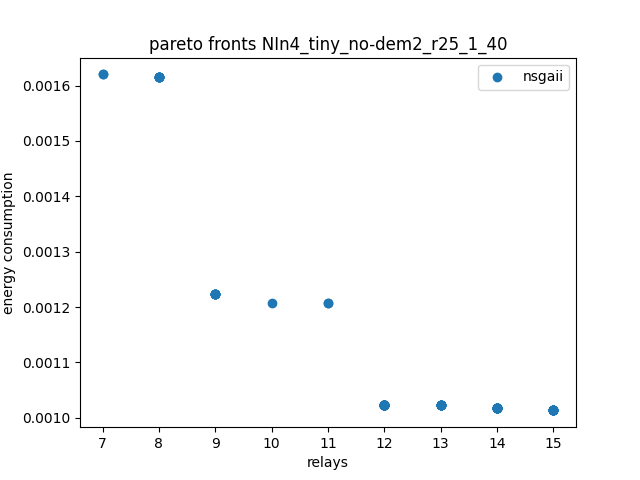 pareto fronts NIn4_tiny_no-dem2_r25_1_40
nsgaii
energy consumption
0.0016
0.0015
0.0014
0.0013
0.0012
0.0011
0.0010
7 8 9 10 11 12 13 14 15
relays